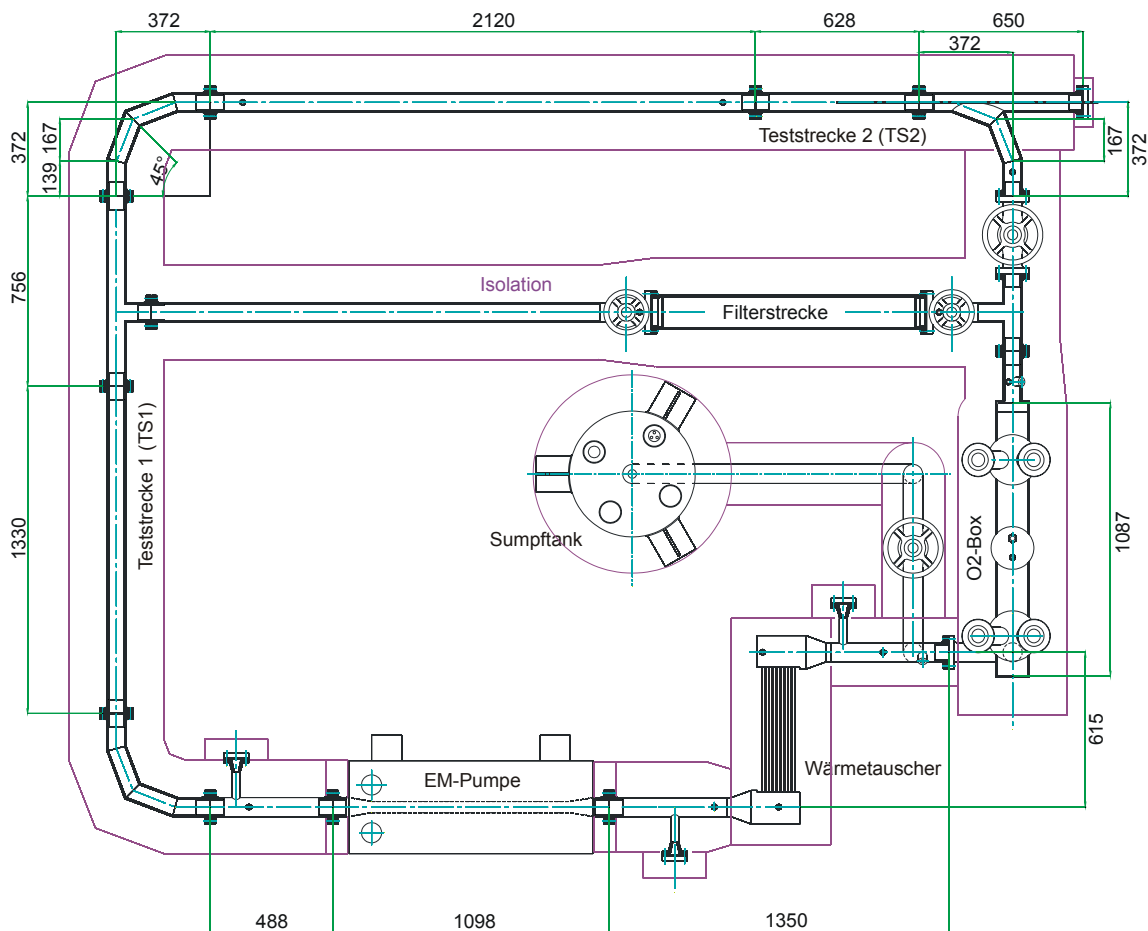 372
2120
628
650
372
372
167
139
45°
Teststrecke 2 (TS2)
167
372
756
Isolation
Filterstrecke
Teststrecke 1 (TS1)
1330
Sumpftank
O2-Box
1087
615
EM-Pumpe
Wärmetauscher
488
1098
1350